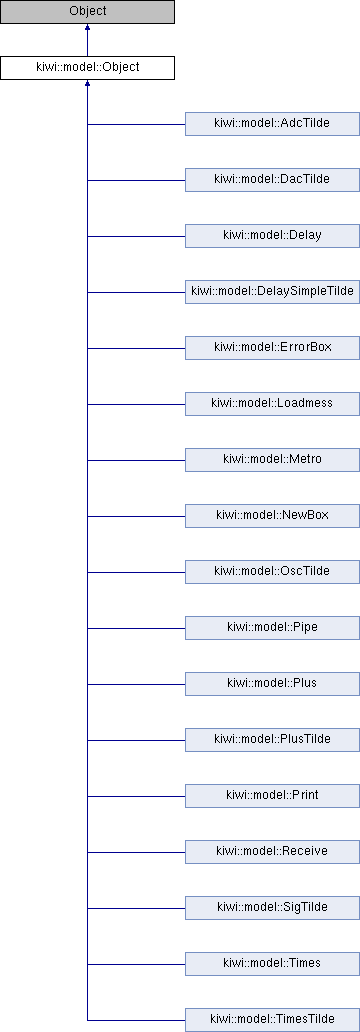 Object
kiwi::model::Object
kiwi::model::AdcTilde
kiwi::model::DacTilde
kiwi::model::Delay
kiwi::model::DelaySimpleTilde
kiwi::model::ErrorBox
kiwi::model::Loadmess
kiwi::model::Metro
kiwi::model::NewBox
kiwi::model::OscTilde
kiwi::model::Pipe
kiwi::model::Plus
kiwi::model::PlusTilde
kiwi::model::Print
kiwi::model::Receive
kiwi::model::SigTilde
kiwi::model::Times
kiwi::model::TimesTilde